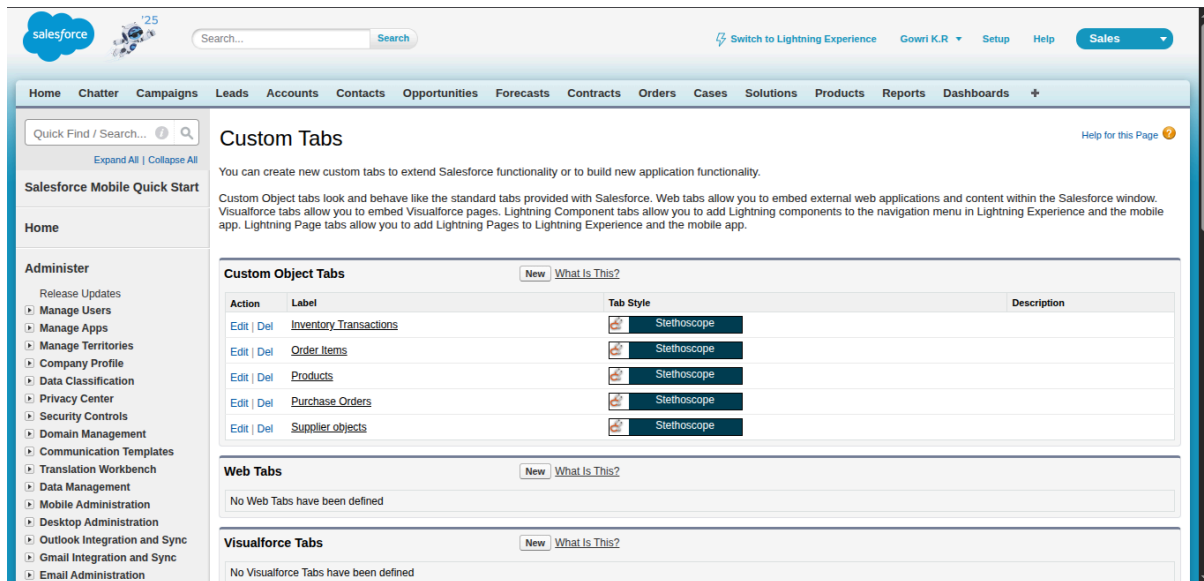 salesforce
'25
Search...
Search
Switch to Lightning Experience
Gowri K.R
Setup
Help
Sales
Home Chatter Campaigns Leads Accounts Contacts Opportunities Forecasts Contracts Orders Cases Solutions Products Reports Dashboards +
Quick Find / Search...
Expand All | Collapse All
Salesforce Mobile Quick Start
Home
Administer
Release Updates
Manage Users
Manage Apps
Manage Territories
Company Profile
Data Classification
Privacy Center
Security Controls
Domain Management
Communication Templates
Translation Workbench
Data Management
Mobile Administration
Desktop Administration
Outlook Integration and Sync
Gmail Integration and Sync
Email Administration
Custom Tabs
Help for this Page ?
You can create new custom tabs to extend Salesforce functionality or to build new application functionality.
Custom Object tabs look and behave like the standard tabs provided with Salesforce. Web tabs allow you to embed external web applications and content within the Salesforce window.
Visualforce tabs allow you to embed Visualforce pages. Lightning Component tabs allow you to add Lightning components to the navigation menu in Lightning Experience and the mobile
app. Lightning Page tabs allow you to add Lightning Pages to Lightning Experience and the mobile app.
Custom Object Tabs New What Is This?
Action Label Tab Style Description
Edit | Del Inventory Transactions Stethoscope
Edit | Del Order Items Stethoscope
Edit | Del Products Stethoscope
Edit | Del Purchase Orders Stethoscope
Edit | Del Supplier objects Stethoscope
Web Tabs New What Is This?
No Web Tabs have been defined
Visualforce Tabs New What Is This?
No Visualforce Tabs have been defined